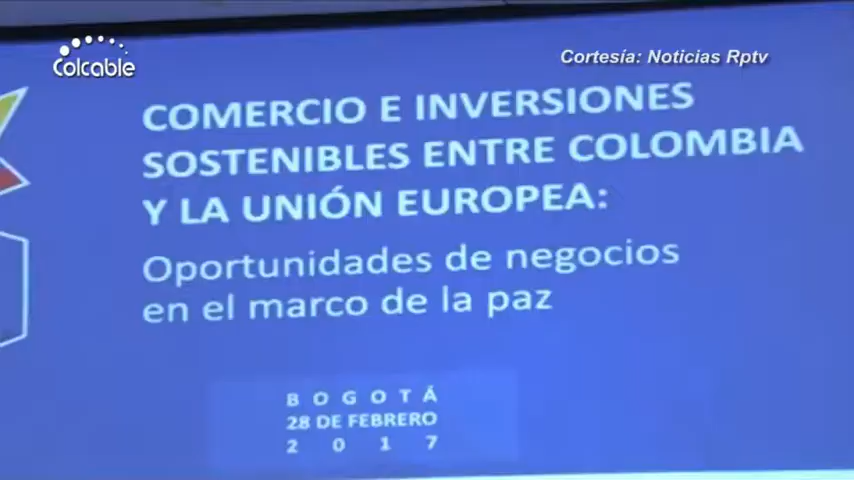 Colcable
Cortesía: Noticias Rptv
COMERCIO E INVERSIONES
SOSTENIBLES ENTRE COLOMBIA
Y LA UNIÓN EUROPEA:
Oportunidades de negocios
en el marco de la paz
BOGOTÁ
28 DE FEBRERO
2017